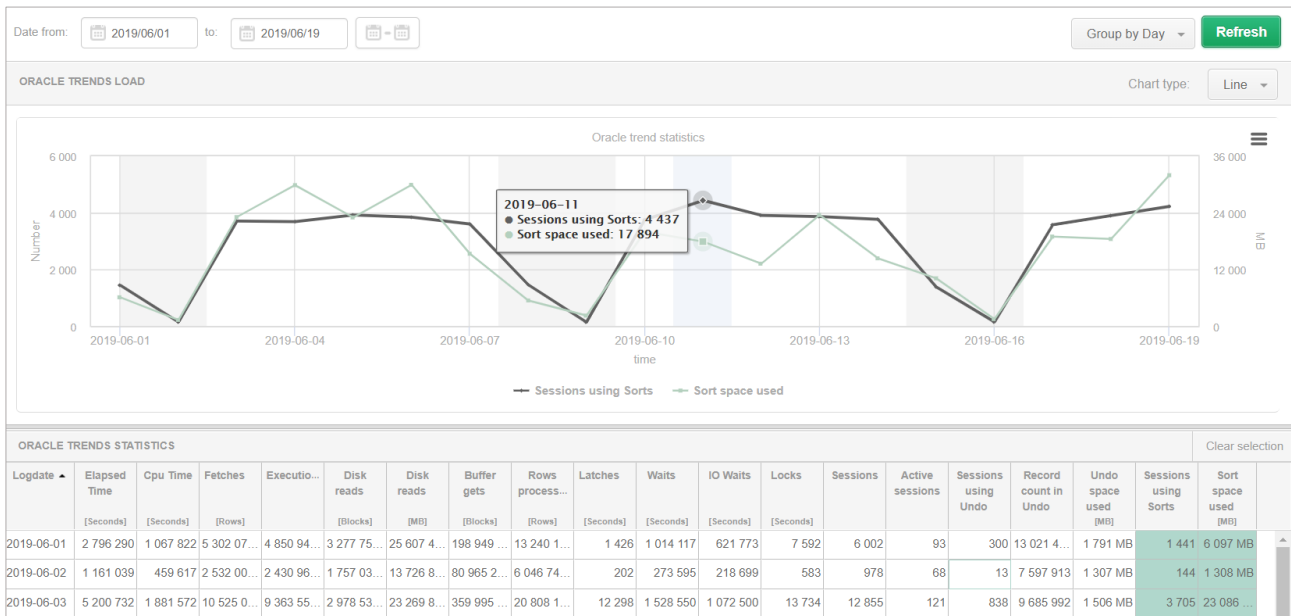 Date from: 2019/06/01 to: 2019/06/19 Group by Day Refresh
ORACLE TRENDS LOAD Chart type: Line
Oracle trend statistics
6 000 36 000
4 000 24 000
2 000 12 000
0 0
Number
MB
2019-06-11
Sessions using Sorts: 4 437
Sort space used: 17 894
2019-06-01 2019-06-04 2019-06-07 2019-06-10 2019-06-13 2019-06-16 2019-06-19
time
Sessions using Sorts Sort space used
ORACLE TRENDS STATISTICS Clear selection
Logdate Elapsed Time [Seconds] Cpu Time [Seconds] Fetches [Rows] Executio... Disk reads [Blocks] Disk reads [MB] Buffer gets [Blocks] Rows process... [Rows] Latches [Seconds] Waits [Seconds] IO Waits [Seconds] Locks [Seconds] Sessions Active sessions Sessions using Undo Record count in Undo Undo space used [MB] Sessions using Sorts Sort space used [MB]
2019-06-01 2 796 290 1 067 822 5 302 07... 4 850 94... 3 277 75... 25 607 4... 198 949 ... 13 240 1... 1 426 1 014 117 621 773 7 592 6 002 93 300 13 021 4... 1 791 MB 1 441 6 097 MB
2019-06-02 1 161 039 459 617 2 532 00... 2 430 96... 1 757 03... 13 726 8... 80 965 2... 6 046 74... 202 273 595 218 699 583 978 68 13 7 597 913 1 307 MB 144 1 308 MB
2019-06-03 5 200 732 1 881 572 10 525 0... 9 363 55... 2 978 53... 23 269 8... 359 995 ... 20 808 1... 12 298 1 528 550 1 072 500 13 734 12 855 121 838 9 685 992 1 506 MB 3 705 23 086 ...